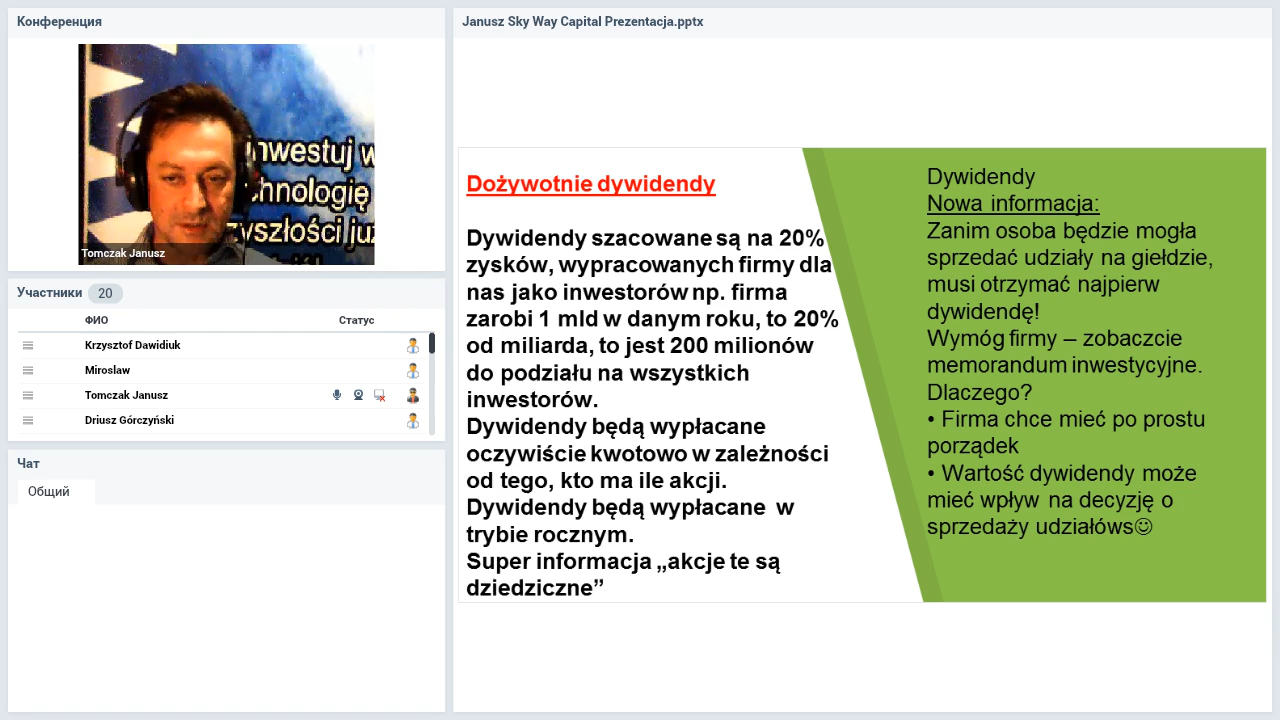 Конференция
inwestuj w
chnologię
zyszłości już
Tomczak Janusz
Участники 20
ФИО Статус
Krzysztof Dawidiuk
Miroslaw
Tomczak Janusz
Driusz Górczyński
Чат
Общий
Janusz Sky Way Capital Prezentacja.pptx
Dożywotnie dywidendy
Dywidendy szacowane są na 20%
zysków, wypracowanych firmy dla
nas jako inwestorów np. firma
zarobi 1 mld w danym roku, to 20%
od miliarda, to jest 200 milionów
do podziału na wszystkich
inwestorów.
Dywidendy będą wypłacane
oczywiście kwotowo w zależności
od tego, kto ma ile akcji.
Dywidendy będą wypłacane w
trybie rocznym.
Super informacja „akcje te są
dziedziczne”
Dywidendy
Nowa informacja:
Zanim osoba będzie mogła
sprzedać udziały na giełdzie,
musi otrzymać najpierw
dywidendę!
Wymóg firmy – zobaczcie
memorandum inwestycyjne.
Dlaczego?
• Firma chce mieć po prostu
porządek
• Wartość dywidendy może
mieć wpływ na decyzję o
sprzedaży udziałóws☺